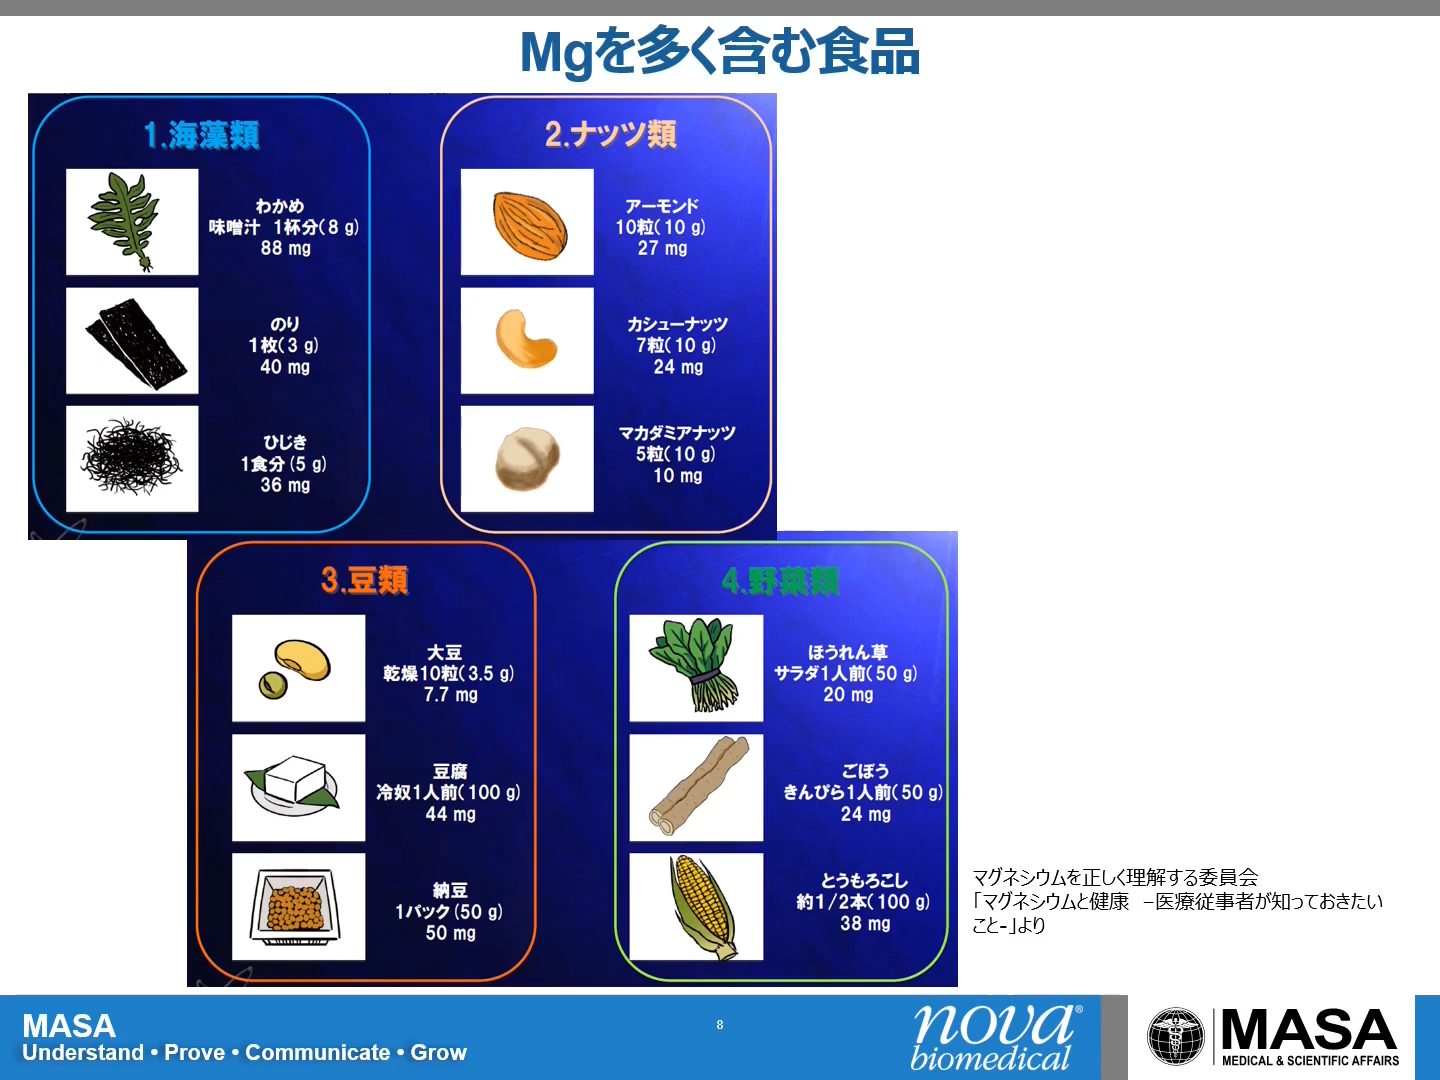 Mgを多く含む食品
1.海藻類
わかめ
味噌汁　1杯分(8 g)
88 mg
のり
1枚(3 g)
40 mg
ひじき
1食分(5 g)
36 mg
2.ナッツ類
アーモンド
10粒(10 g)
27 mg
カシューナッツ
7粒(10 g)
24 mg
マカダミアナッツ
5粒(10 g)
10 mg
3.豆類
大豆
乾燥10粒(3.5 g)
7.7 mg
豆腐
冷奴1人前(100 g)
44 mg
納豆
1パック(50 g)
50 mg
4.野菜類
ほうれん草
サラダ1人前(50 g)
20 mg
ごぼう
きんぴら1人前(50 g)
24 mg
とうもろこし
約1/2本(100 g)
38 mg
マグネシウムを正しく理解する委員会
「マグネシウムと健康　–医療従事者が知っておきたい
こと-」より
MASA
Understand • Prove • Communicate • Grow
8
nova®
biomedical
MASA
MEDICAL & SCIENTIFIC AFFAIRS